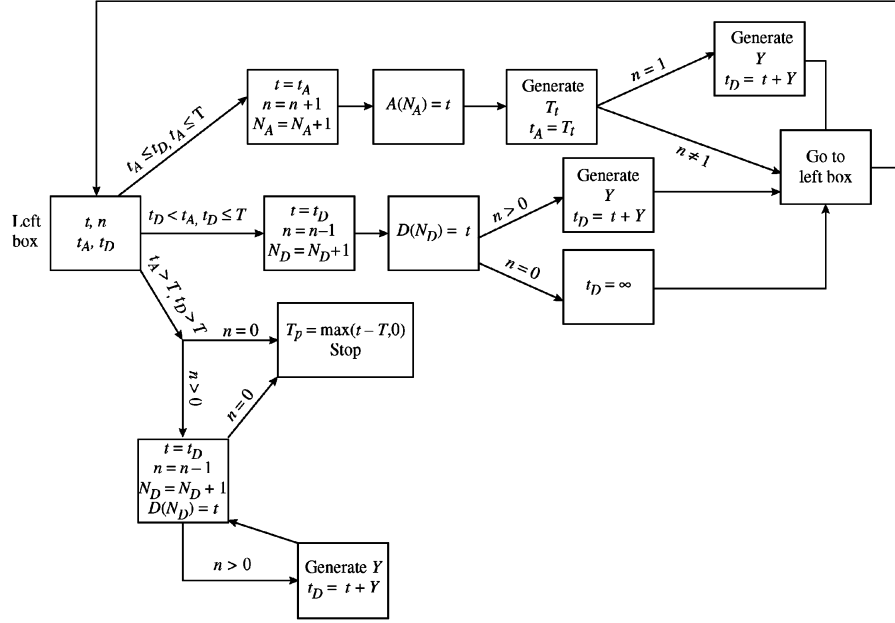 Generate
Y
t_D = t + Y
t = t_A
n = n + 1
N_A = N_A + 1
A(N_A) = t
Generate
T_t
t_A = T_t
n = 1
n ≠ 1
Go to
left box
t_A ≤ t_D, t_A ≤ T
Left
box
t, n
t_A, t_D
t_D < t_A, t_D ≤ T
t = t_D
n = n − 1
N_D = N_D + 1
D(N_D) = t
n > 0
n = 0
Generate
Y
t_D = t + Y
t_D = ∞
t_A > T, t_D > T
n = 0
T_p = max(t − T,0)
Stop
n > 0
n = 0
t = t_D
n = n − 1
N_D = N_D + 1
D(N_D) = t
n > 0
Generate Y
t_D = t + Y